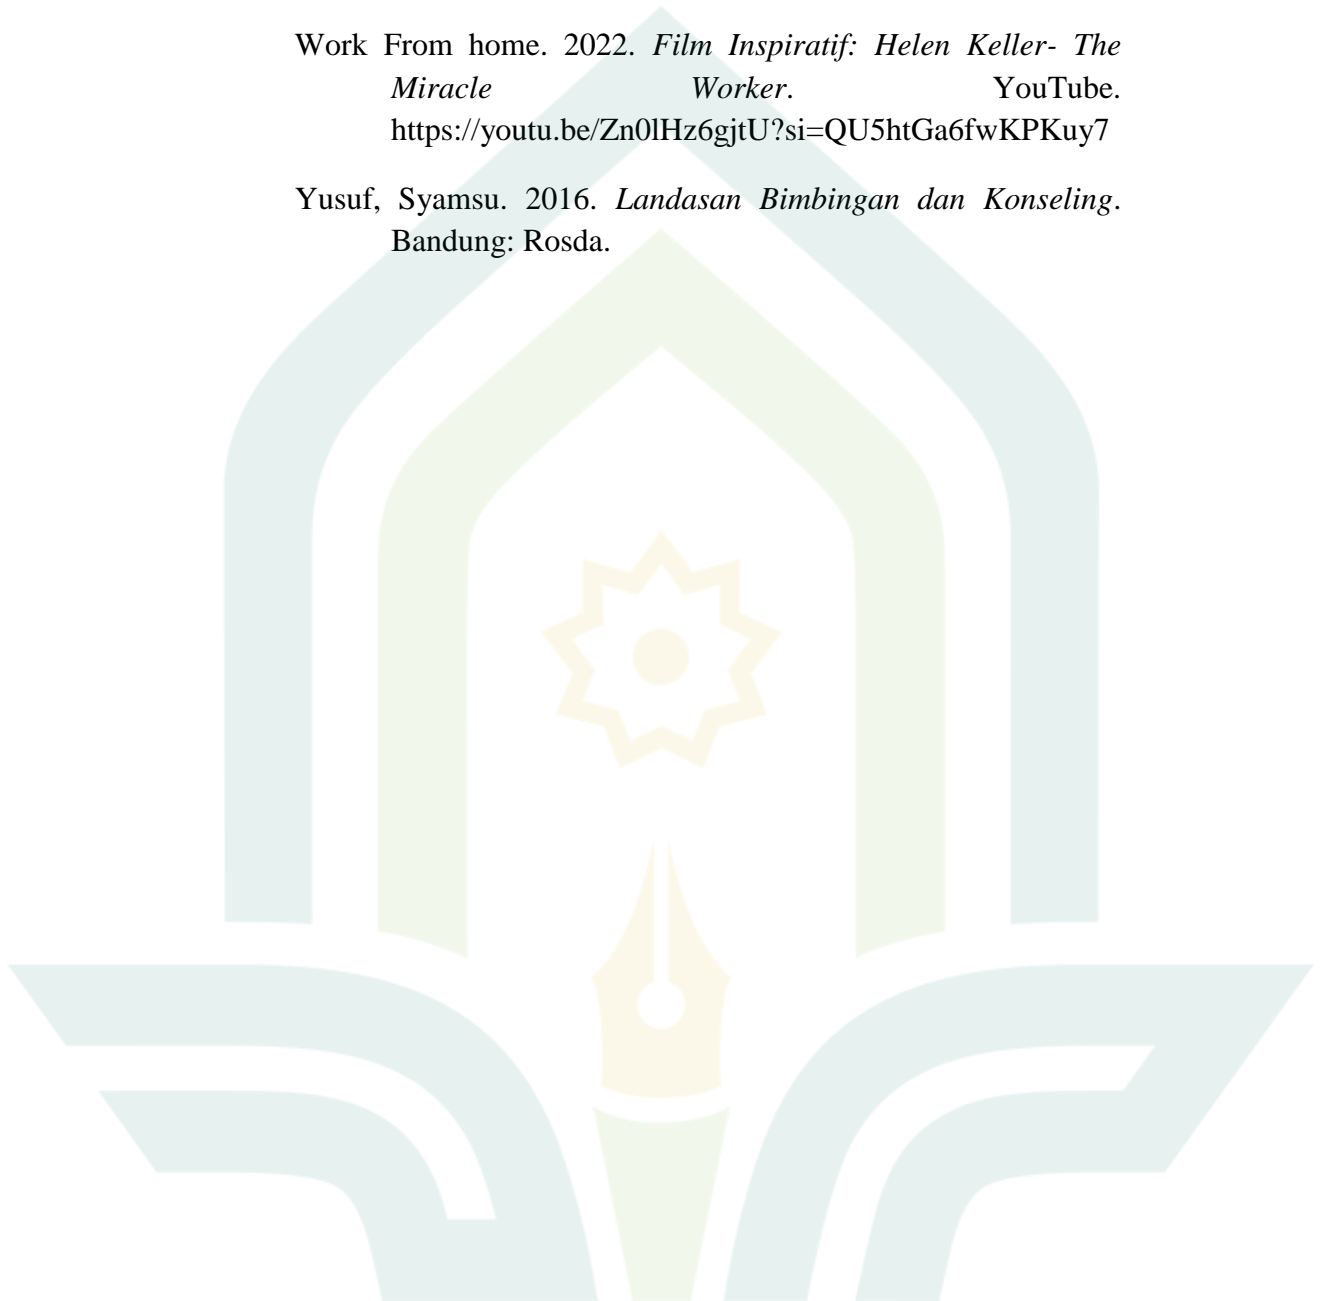 Work From home. 2022. Film Inspiratif: Helen Keller- The
Miracle Worker. YouTube.
https://youtu.be/Zn0lHz6gjtU?si=QU5htGa6fwKPKuy7
Yusuf, Syamsu. 2016. Landasan Bimbingan dan Konseling.
Bandung: Rosda.